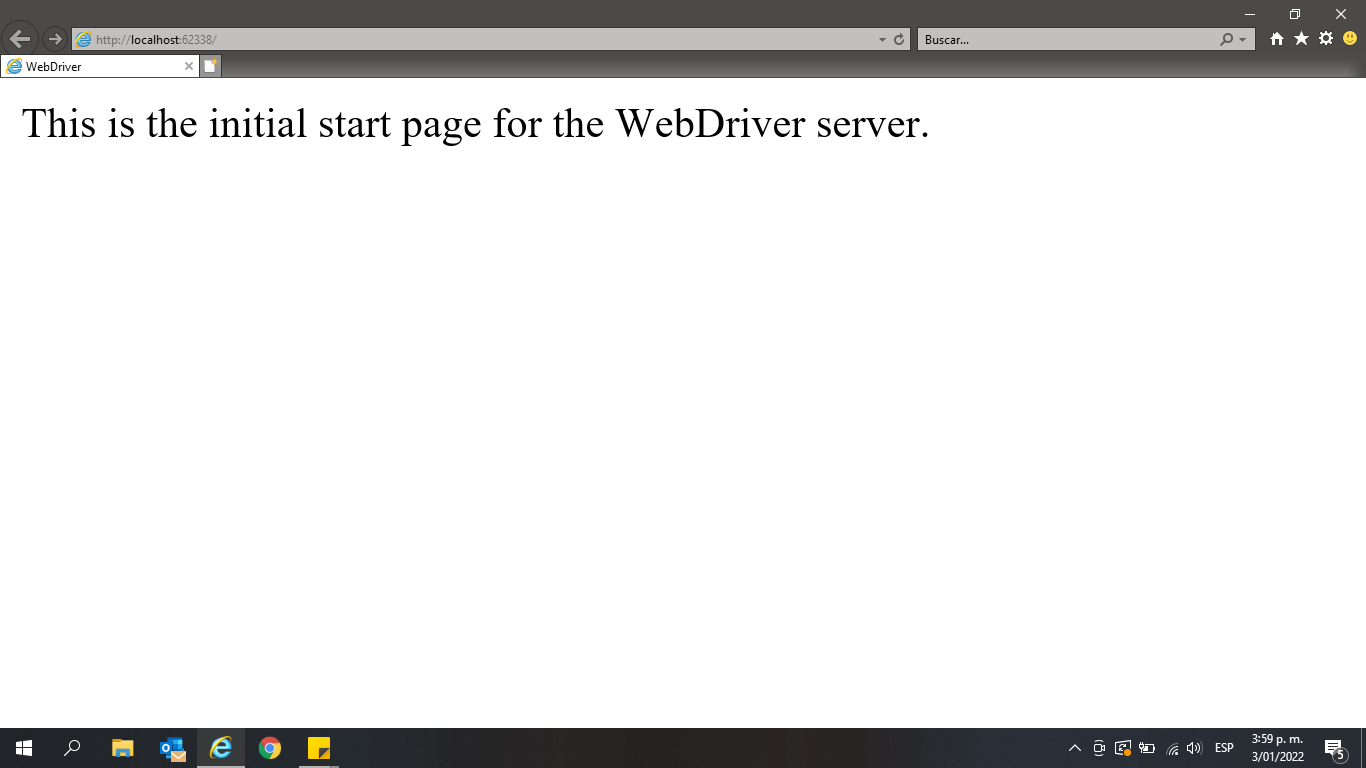 http://localhost:62338/
Buscar...
WebDriver
This is the initial start page for the WebDriver server.
ESP
3:59 p. m.
3/01/2022
5